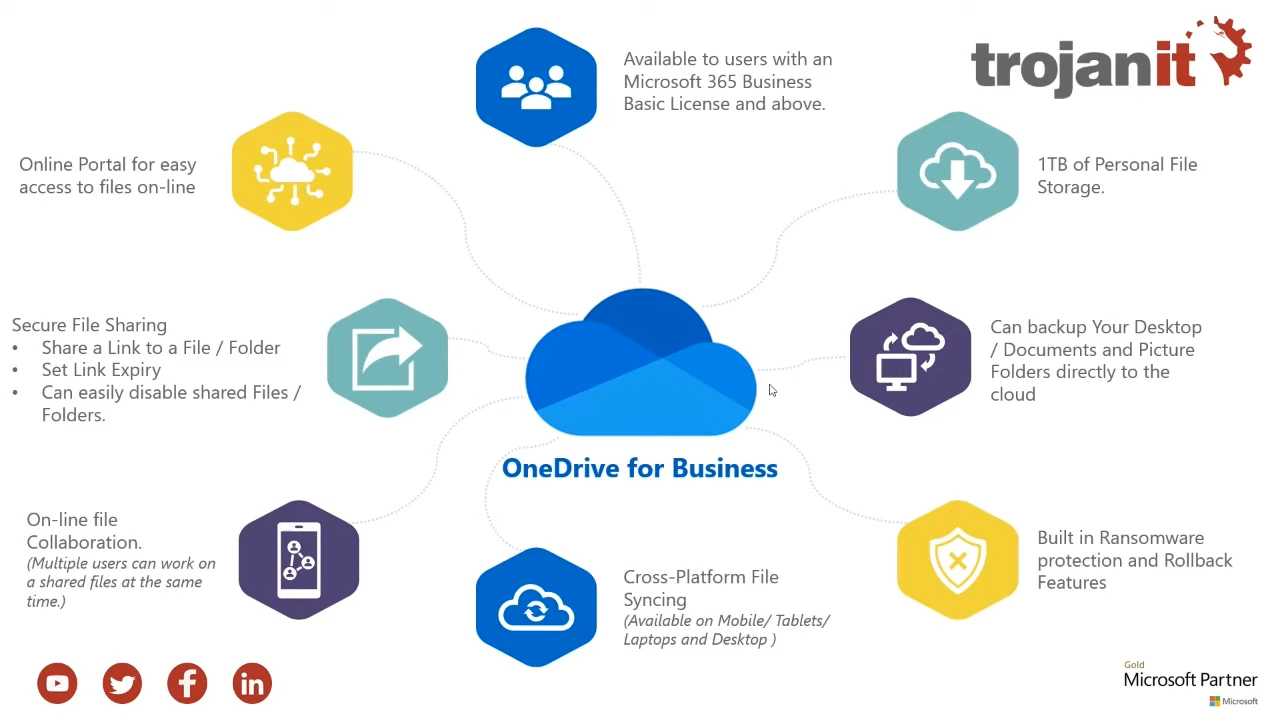 Available to users with an
Microsoft 365 Business
Basic License and above.
trojanit
Online Portal for easy
access to files on-line
1TB of Personal File
Storage.
Secure File Sharing
• Share a Link to a File / Folder
• Set Link Expiry
• Can easily disable shared Files /
Folders.
Can backup Your Desktop
/ Documents and Picture
Folders directly to the
cloud
OneDrive for Business
On-line file
Collaboration.
(Multiple users can work on
a shared files at the same
time.)
Cross-Platform File
Syncing
(Available on Mobile/ Tablets/
Laptops and Desktop )
Built in Ransomware
protection and Rollback
Features
Gold
Microsoft Partner
Microsoft